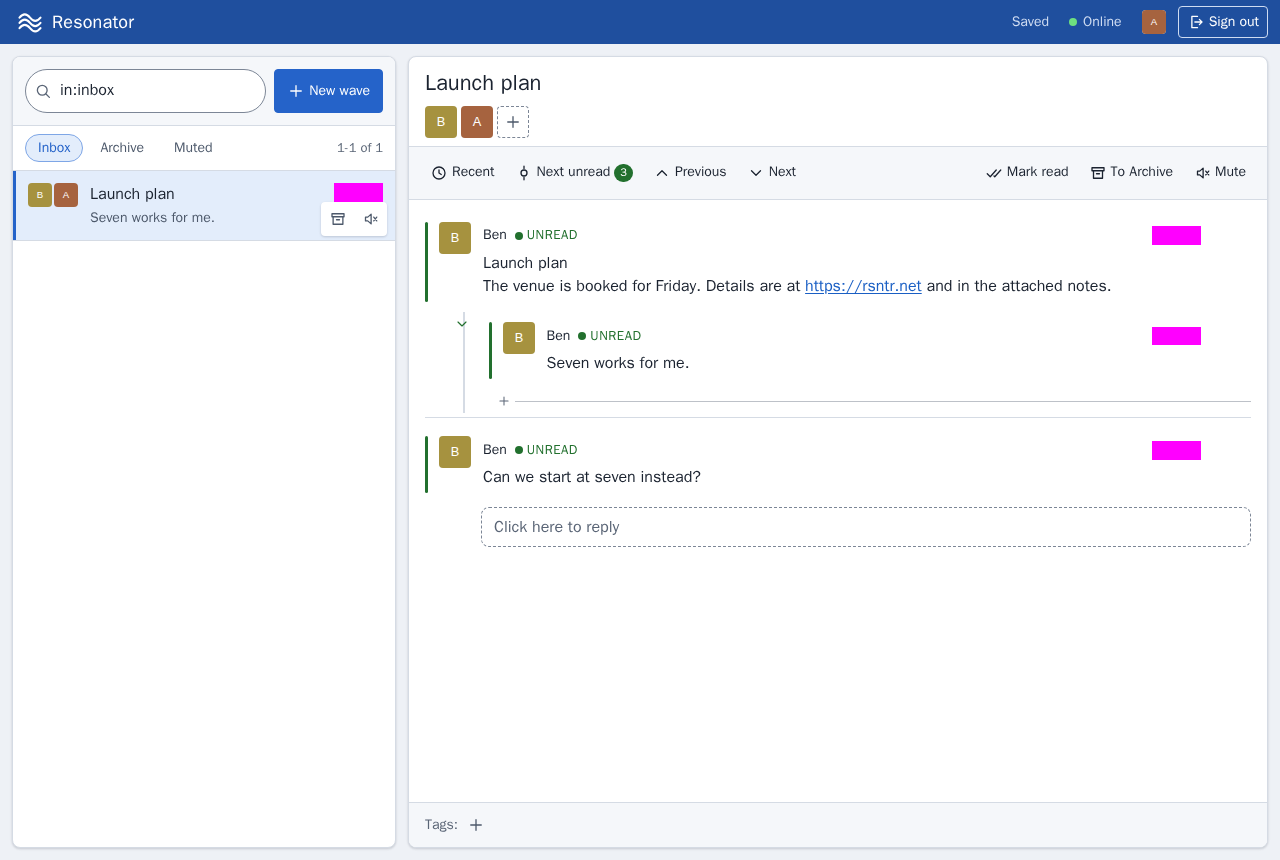 Resonator
Saved
Online
A
Sign out
in:inbox
New wave
Inbox
Archive
Muted
1-1 of 1
B
A
Launch plan
Seven works for me.
Launch plan
B
A
Recent
Next unread 3
Previous
Next
Mark read
To Archive
Mute
B
Ben UNREAD
Launch plan
The venue is booked for Friday. Details are at https://rsntr.net and in the attached notes.
B
Ben UNREAD
Seven works for me.
B
Ben UNREAD
Can we start at seven instead?
Click here to reply
Tags: